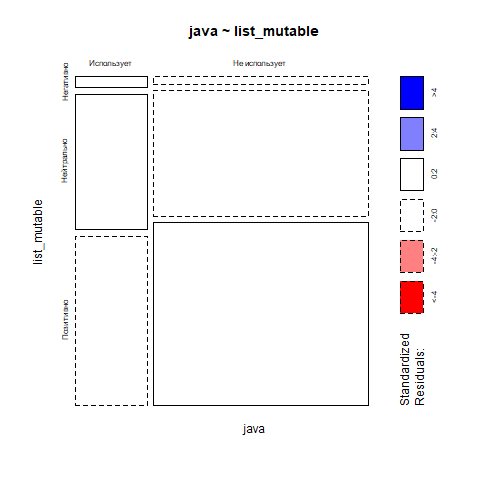 java ~ list_mutable
Использует
Не использует
Негативно
Нейтрально
Позитивно
list_mutable
java
>4
2:4
0:2
-2:0
-4:-2
<-4
Standardized
Residuals: